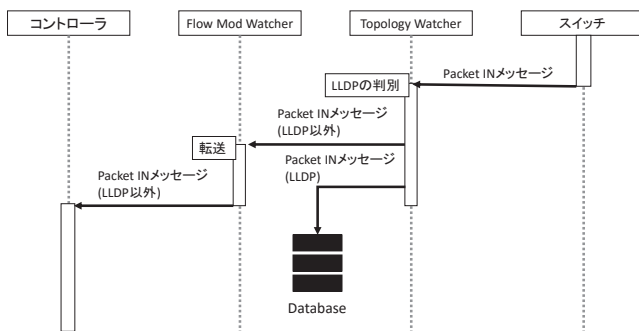 コントローラ
Flow Mod Watcher
Topology Watcher
スイッチ
LLDPの判別
Packet INメッセージ
Packet INメッセージ
(LLDP以外)
転送
Packet INメッセージ
(LLDP)
Packet INメッセージ
(LLDP以外)
Database